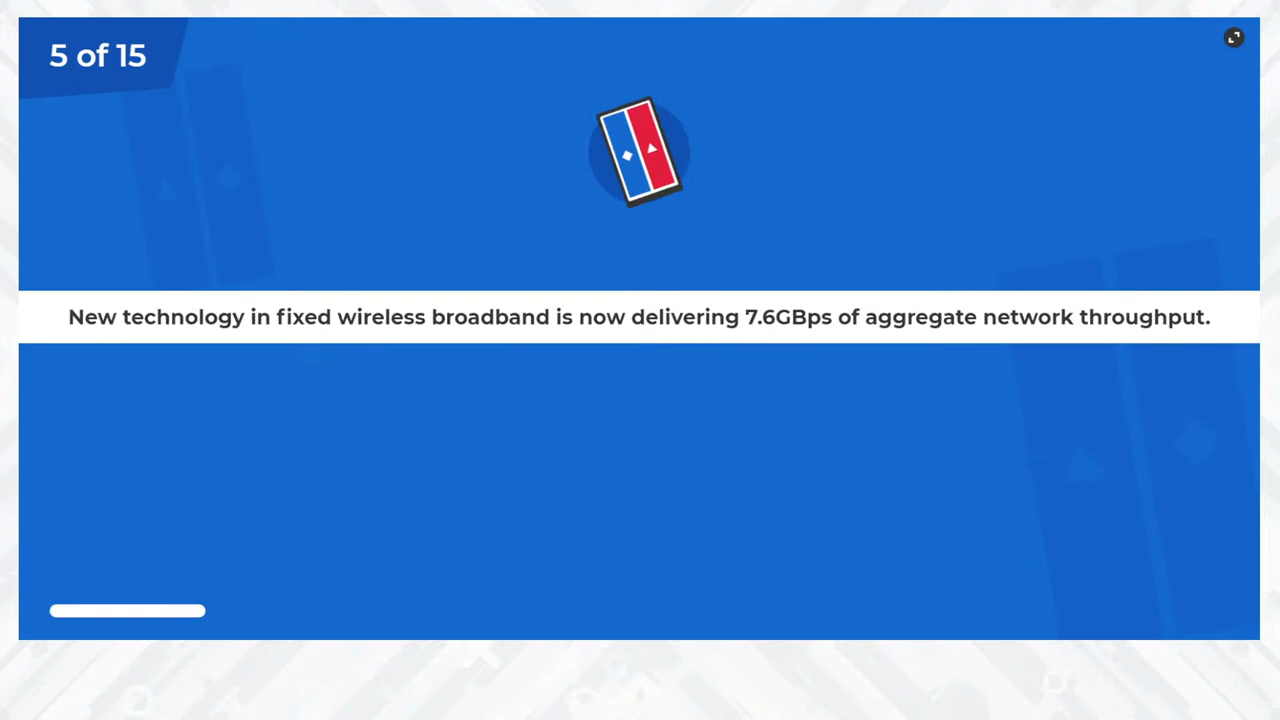 5 of 15
New technology in fixed wireless broadband is now delivering 7.6GBps of aggregate network throughput.